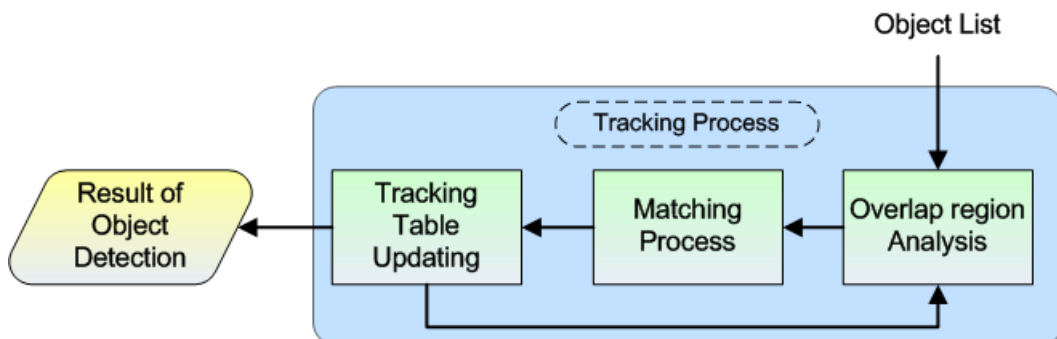 Object List
Tracking Process
Result of
Object
Detection
Tracking
Table
Updating
Matching
Process
Overlap region
Analysis